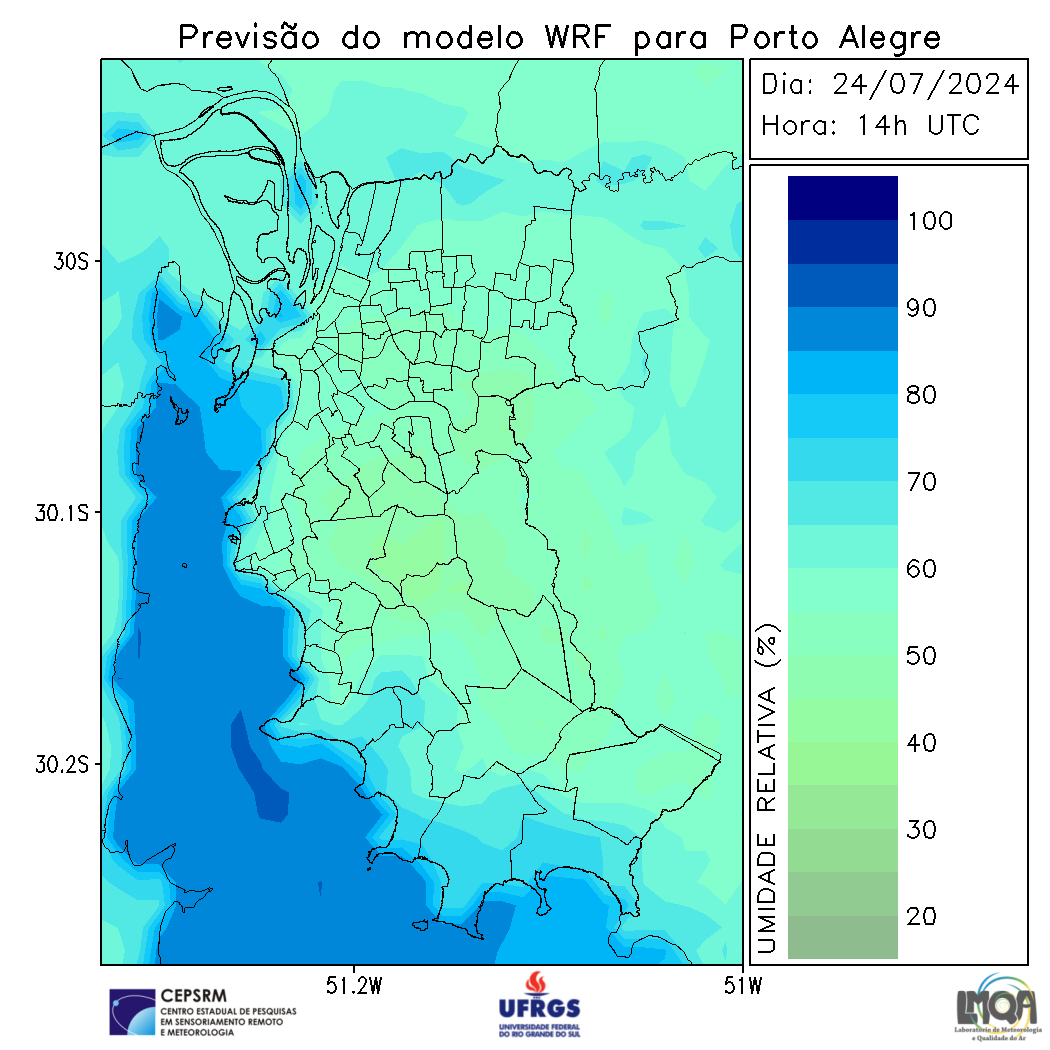 Previsão do modelo WRF para Porto Alegre
Dia: 24/07/2024
Hora: 14h UTC
30S
30.1S
30.2S
51.2W
51W
100
90
80
70
60
50
40
30
20
UMIDADE RELATIVA (%)
CEPSRM
CENTRO ESTADUAL DE PESQUISAS
EM SENSORIAMENTO REMOTO
E METEOROLOGIA
UFRGS
UNIVERSIDADE FEDERAL
DO RIO GRANDE DO SUL
LMQA
Laboratório de Meteorologia
e Qualidade do Ar